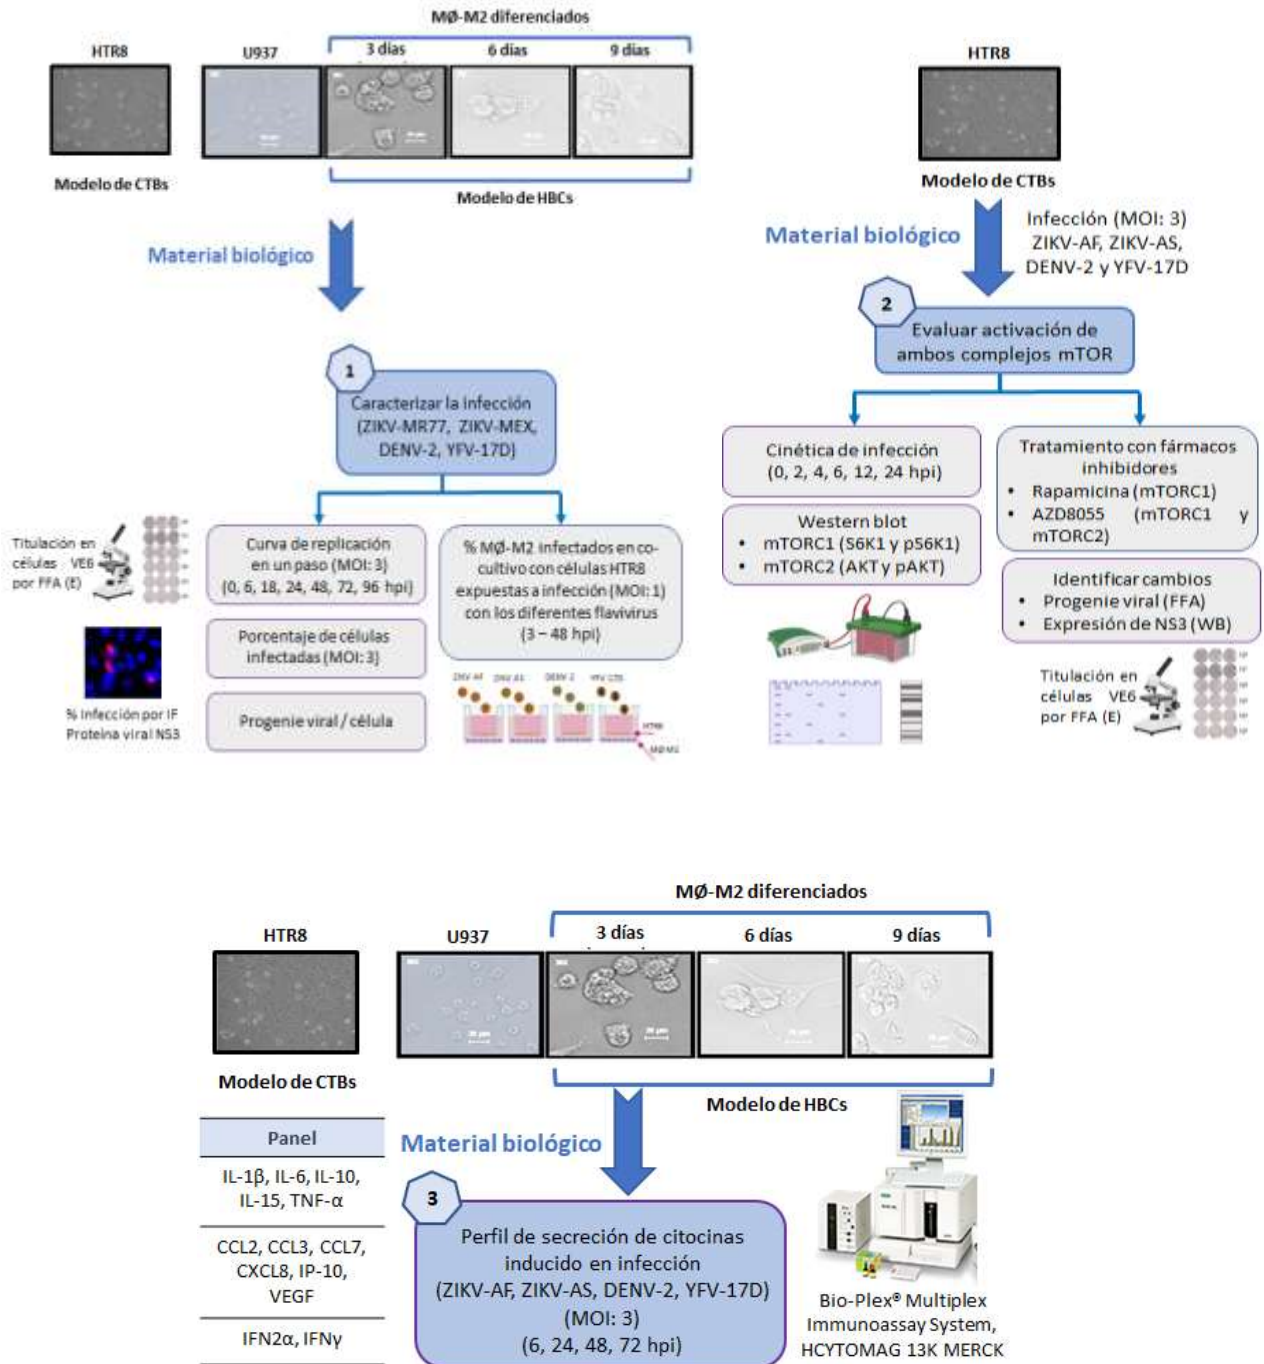 MØ-M2 diferenciados
HTR8
U937
3 días
6 días
9 días
Modelo de CTBs
Modelo de HBCs
Material biológico
1
Caracterizar la infección
(ZIKV-MR77, ZIKV-MEX,
DENV-2, YFV-17D)
Titulación en
células VE6
por FFA (E)
Curva de replicación
en un paso (MOI: 3)
(0, 6, 18, 24, 48, 72, 96 hpi)
Porcentaje de células
infectadas (MOI: 3)
Progenie viral / célula
% Infección por IF
Proteína viral NS3
% MØ-M2 infectados en co-
cultivo con células HTR8
expuestas a infección (MOI: 1)
con los diferentes flavivirus
(3 – 48 hpi)
ZIKV AF
ZIKV AS
DENV 2
YFV 17D
HTR8
MØ-M2
HTR8
Modelo de CTBs
Material biológico
Infección (MOI: 3)
ZIKV-AF, ZIKV-AS,
DENV-2 y YFV-17D
2
Evaluar activación de
ambos complejos mTOR
Cinética de infección
(0, 2, 4, 6, 12, 24 hpi)
Western blot
• mTORC1 (S6K1 y pS6K1)
• mTORC2 (AKT y pAKT)
Tratamiento con fármacos
inhibidores
• Rapamicina (mTORC1)
• AZD8055 (mTORC1 y
mTORC2)
Identificar cambios
• Progenie viral (FFA)
• Expresión de NS3 (WB)
Titulación en
células VE6
por FFA (E)
MØ-M2 diferenciados
HTR8
U937
3 días
6 días
9 días
Modelo de CTBs
Modelo de HBCs
Panel
IL-1β, IL-6, IL-10,
IL-15, TNF-α
CCL2, CCL3, CCL7,
CXCL8, IP-10,
VEGF
IFN2α, IFNγ
Material biológico
3
Perfil de secreción de citocinas
inducido en infección
(ZIKV-AF, ZIKV-AS, DENV-2, YFV-17D)
(MOI: 3)
(6, 24, 48, 72 hpi)
Bio-Plex® Multiplex
Immunoassay System,
HCYTOMAG 13K MERCK